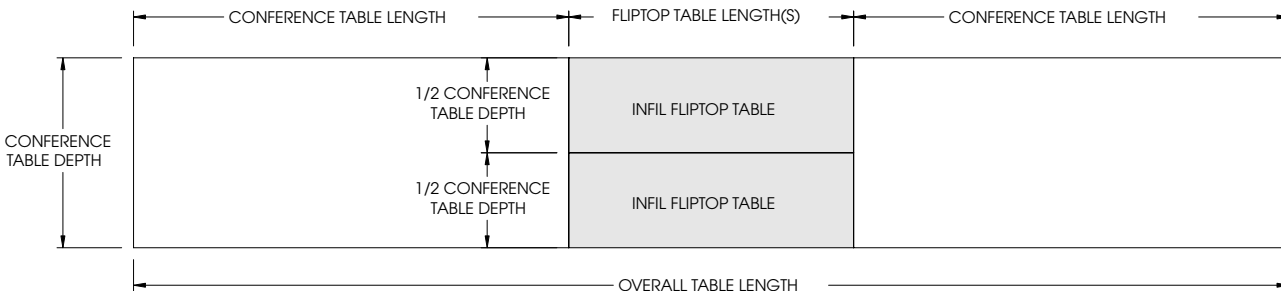 CONFERENCE TABLE LENGTH
FLIPTOP TABLE LENGTH(S)
CONFERENCE TABLE LENGTH
1/2 CONFERENCE
TABLE DEPTH
INFIL FLIPTOP TABLE
CONFERENCE
TABLE DEPTH
1/2 CONFERENCE
TABLE DEPTH
INFIL FLIPTOP TABLE
OVERALL TABLE LENGTH